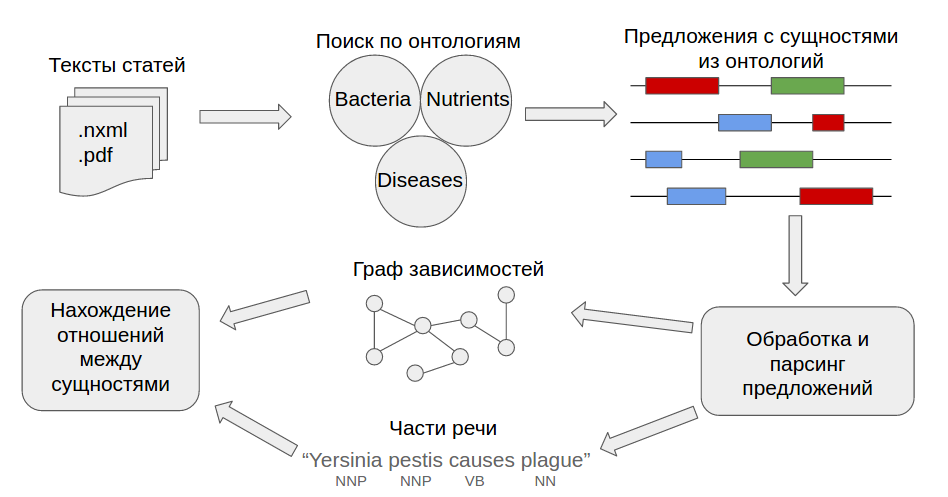 Тексты статей
.nxml
.pdf
Поиск по онтологиям
Bacteria
Nutrients
Diseases
Предложения с сущностями
из онтологий
Обработка и
парсинг
предложений
Граф зависимостей
Части речи
“Yersinia pestis causes plague”
NNP NNP VB NN
Нахождение
отношений
между
сущностями